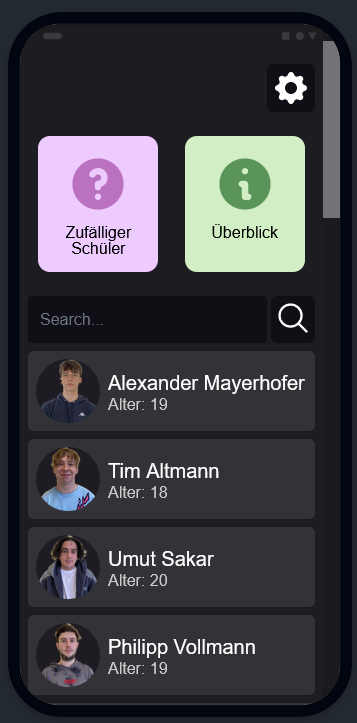 Zufälliger
Schüler
Überblick
Search...
Alexander Mayerhofer
Alter: 19
Tim Altmann
Alter: 18
Umut Sakar
Alter: 20
Philipp Vollmann
Alter: 19